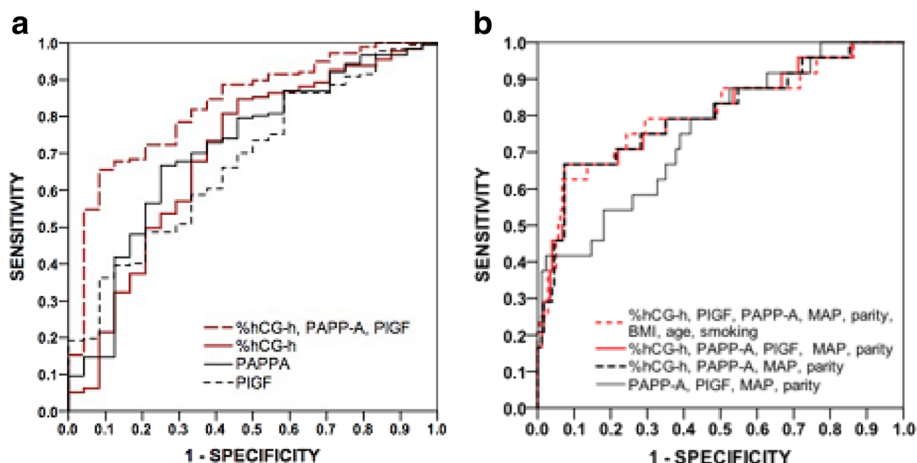 a
1.0
0.9
0.8
0.7
0.6
0.5
0.4
0.3
0.2
0.1
0.0
SENSITIVITY
%hCG-h, PAPP-A, PlGF
%hCG-h
PAPPA
PlGF
0.0 0.1 0.2 0.3 0.4 0.5 0.6 0.7 0.8 0.9 1.0
1 - SPECIFICITY
b
1.0
0.9
0.8
0.7
0.6
0.5
0.4
0.3
0.2
0.1
0.0
SENSITIVITY
%hCG-h, PlGF, PAPP-A, MAP, parity,
BMI, age, smoking
%hCG-h, PAPP-A, PlGF, MAP, parity
%hCG-h, PAPP-A, MAP, parity
PAPP-A, PlGF, MAP, parity
0.0 0.1 0.2 0.3 0.4 0.5 0.6 0.7 0.8 0.9 1.0
1 - SPECIFICITY